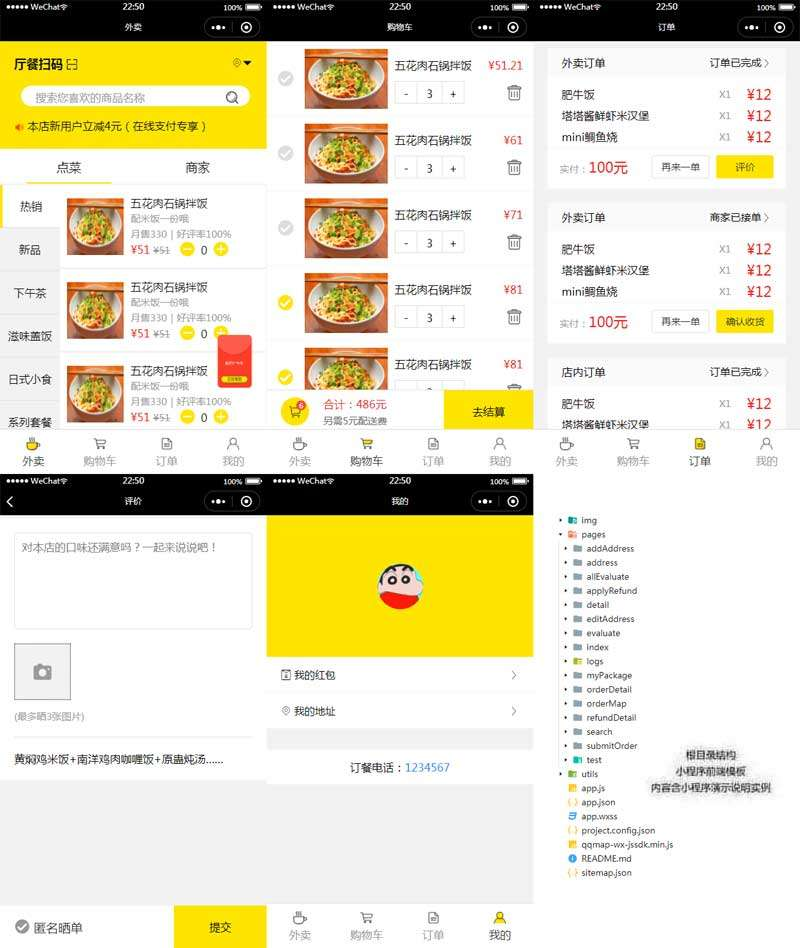 ●●●●● WeChat 22:50 100%
外卖
厅餐扫码
搜索您喜欢的商品名称
本店新用户立减4元（在线支付专享）
点菜 商家
热销
新品
下午茶
滋味盖饭
日式小食
系列套餐
五花肉石锅拌饭
配米饭一份哦
月售330 | 好评率100%
¥51 ¥51 － 0 +
五花肉石锅拌饭
配米饭一份哦
月售330 | 好评率100%
¥51 ¥51 － 0 +
五花肉石锅拌饭
配米饭一份哦
月售330 | 好评率100%
¥51 ¥51 － 0 +
外卖 购物车 订单 我的
●●●●● WeChat 22:50 100%
购物车
五花肉石锅拌饭 ¥51.21
- 3 +
五花肉石锅拌饭 ¥61
- 3 +
五花肉石锅拌饭 ¥71
- 3 +
五花肉石锅拌饭 ¥81
- 3 +
五花肉石锅拌饭 ¥81
6
合计：486元
另需5元配送费
去结算
外卖 购物车 订单 我的
●●●●● WeChat 22:50 100%
订单
外卖订单 订单已完成
肥牛饭 X1 ¥12
塔塔酱鲜虾米汉堡 X1 ¥12
mini鲷鱼烧 X1 ¥12
实付：100元 再来一单 评价
外卖订单 商家已接单
肥牛饭 X1 ¥12
塔塔酱鲜虾米汉堡 X1 ¥12
mini鲷鱼烧 X1 ¥12
实付：100元 再来一单 确认收货
店内订单 订单已完成
肥牛饭 X1 ¥12
塔塔酱鲜虾米汉堡 X1 ¥12
外卖 购物车 订单 我的
●●●●● WeChat 22:50 100%
评价
对本店的口味还满意吗？一起来说说吧！
(最多晒3张图片)
黄焖鸡米饭+南洋鸡肉咖喱饭+原蛊炖汤......
匿名晒单 提交
●●●●● WeChat 22:50 100%
我的
我的红包
我的地址
订餐电话：1234567
外卖 购物车 订单 我的
img
pages
addAddress
address
allEvaluate
applyRefund
detail
editAddress
evaluate
index
logs
myPackage
orderDetail
orderMap
refundDetail
search
submitOrder
test
utils
app.js
app.json
app.wxss
project.config.json
qqmap-wx-jssdk.min.js
README.md
sitemap.json
根目录结构
小程序前端模板
内容含小程序演示说明实例